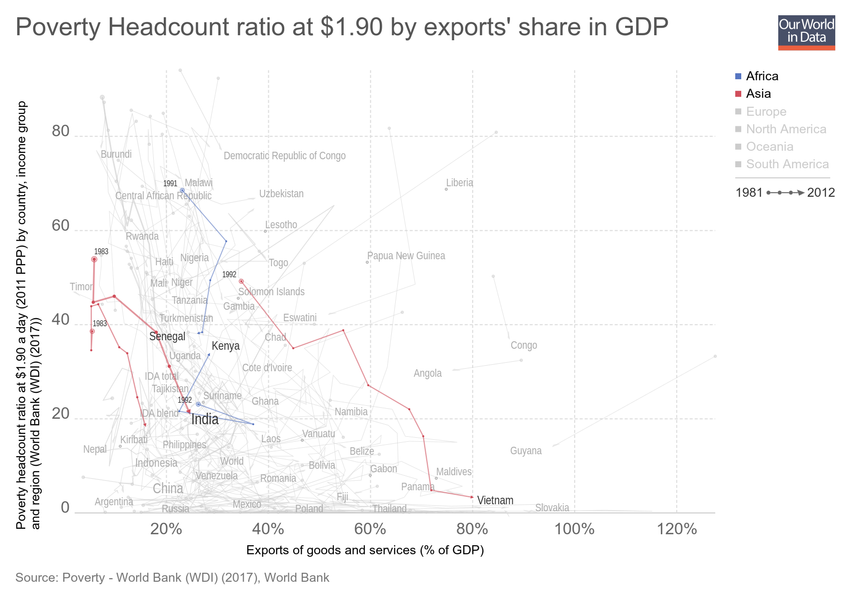 Poverty Headcount ratio at $1.90 by exports' share in GDP
Our World
in Data
Africa
Asia
Europe
North America
Oceania
South America
1981 2012
Poverty headcount ratio at $1.90 a day (2011 PPP) by country, income group
and region (World Bank (WDI) (2017))
80
60
40
20
0
Burundi
Democratic Republic of Congo
1991
Malawi
Central African Republic
Uzbekistan
Liberia
Lesotho
Rwanda
1983
Haiti
Nigeria
Togo
Papua New Guinea
1992
Timor
Mali
Niger
Solomon Islands
Tanzania
Gambia
Turkmenistan
Eswatini
1983
Senegal
Kenya
Chad
Congo
Uganda
Cote d'Ivoire
Angola
IDA total
Tajikistan
1992
Suriname
Ghana
IDA blend
India
Namibia
Kiribati
Nepal
Philippines
Laos
Vanuatu
Belize
Guyana
Indonesia
World
Bolivia
Gabon
Maldives
Venezuela
Romania
China
Panama
Fiji
Vietnam
Argentina
Russia
Mexico
Poland
Thailand
Slovakia
20%
40%
60%
80%
100%
120%
Exports of goods and services (% of GDP)
Source: Poverty - World Bank (WDI) (2017), World Bank